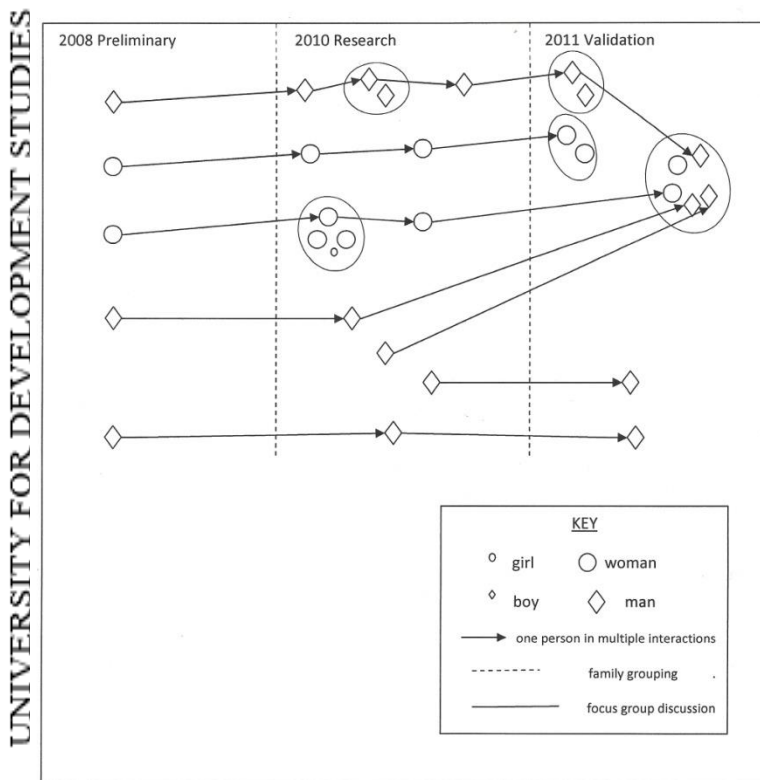 UNIVERSITY FOR DEVELOPMENT STUDIES
2008 Preliminary
2010 Research
2011 Validation
KEY
girl
woman
boy
man
one person in multiple interactions
family grouping
focus group discussion